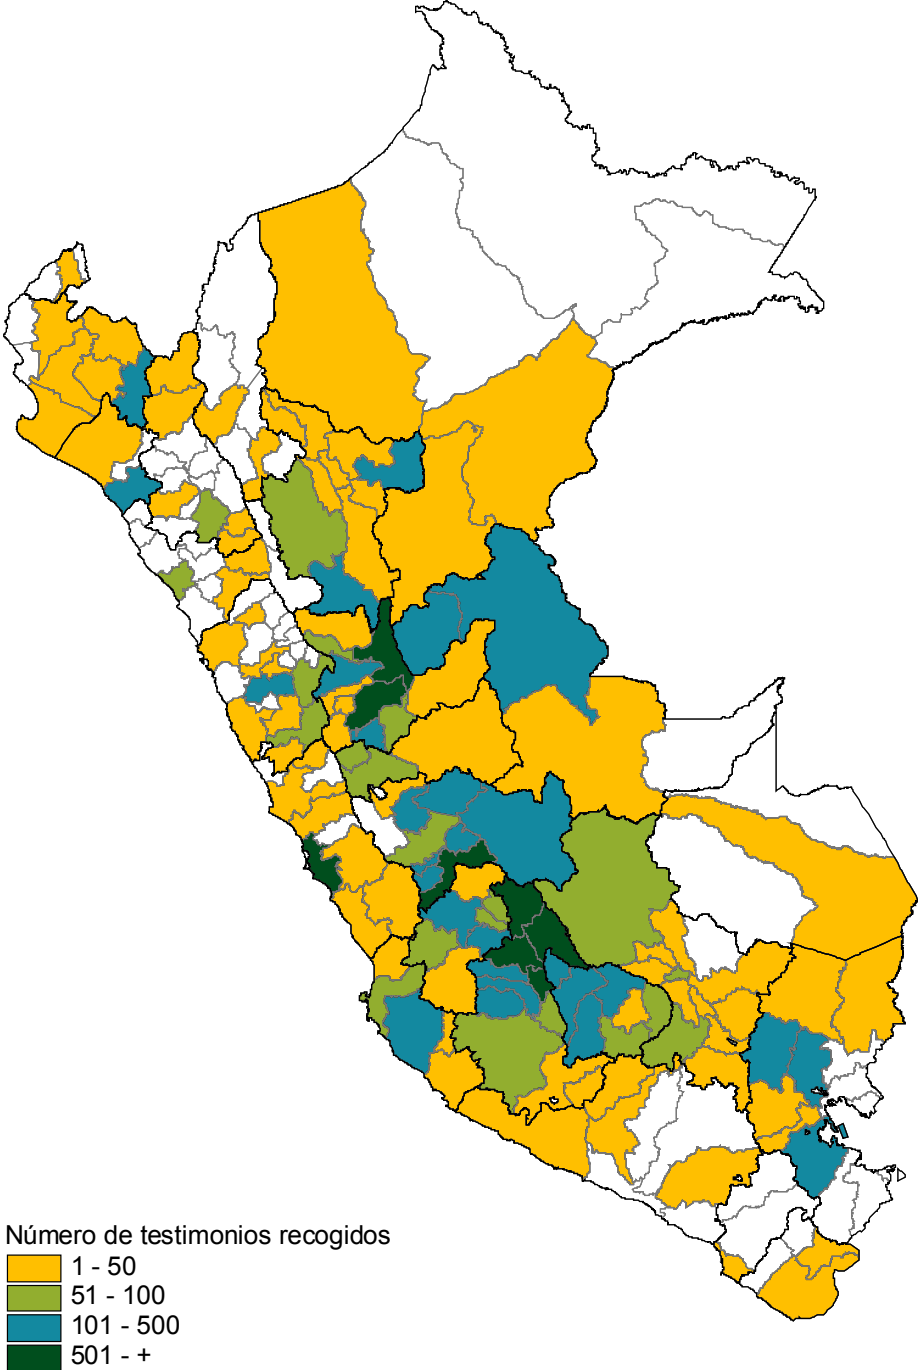 Número de testimonios recogidos
1 - 50
51 - 100
101 - 500
501 - +